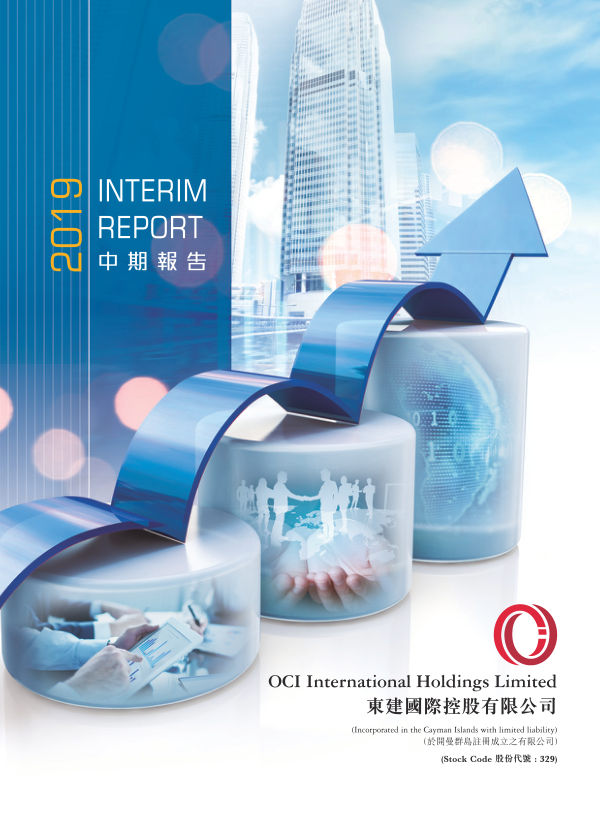 2019
INTERIM
REPORT
中期報告
OCI International Holdings Limited
東建國際控股有限公司
(Incorporated in the Cayman Islands with limited liability)
(於開曼群島註冊成立之有限公司)
(Stock Code 股份代號 : 329)